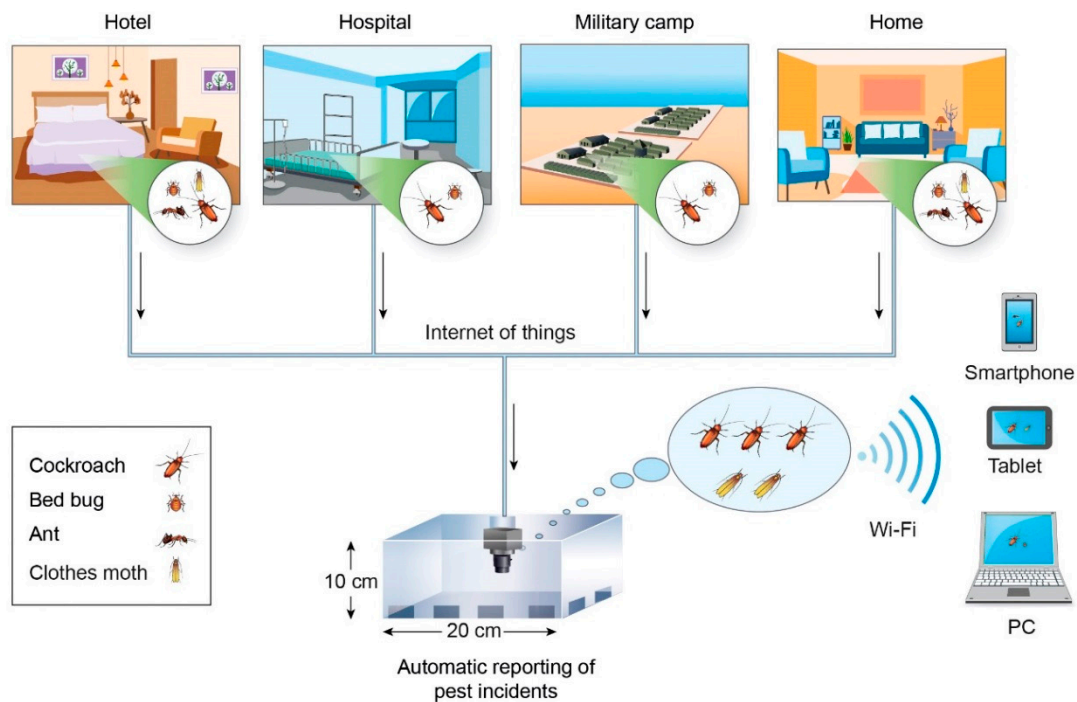 Hotel
Hospital
Military camp
Home
Internet of things
Smartphone
Tablet
Wi-Fi
PC
Cockroach
Bed bug
Ant
Clothes moth
10 cm
20 cm
Automatic reporting of
pest incidents